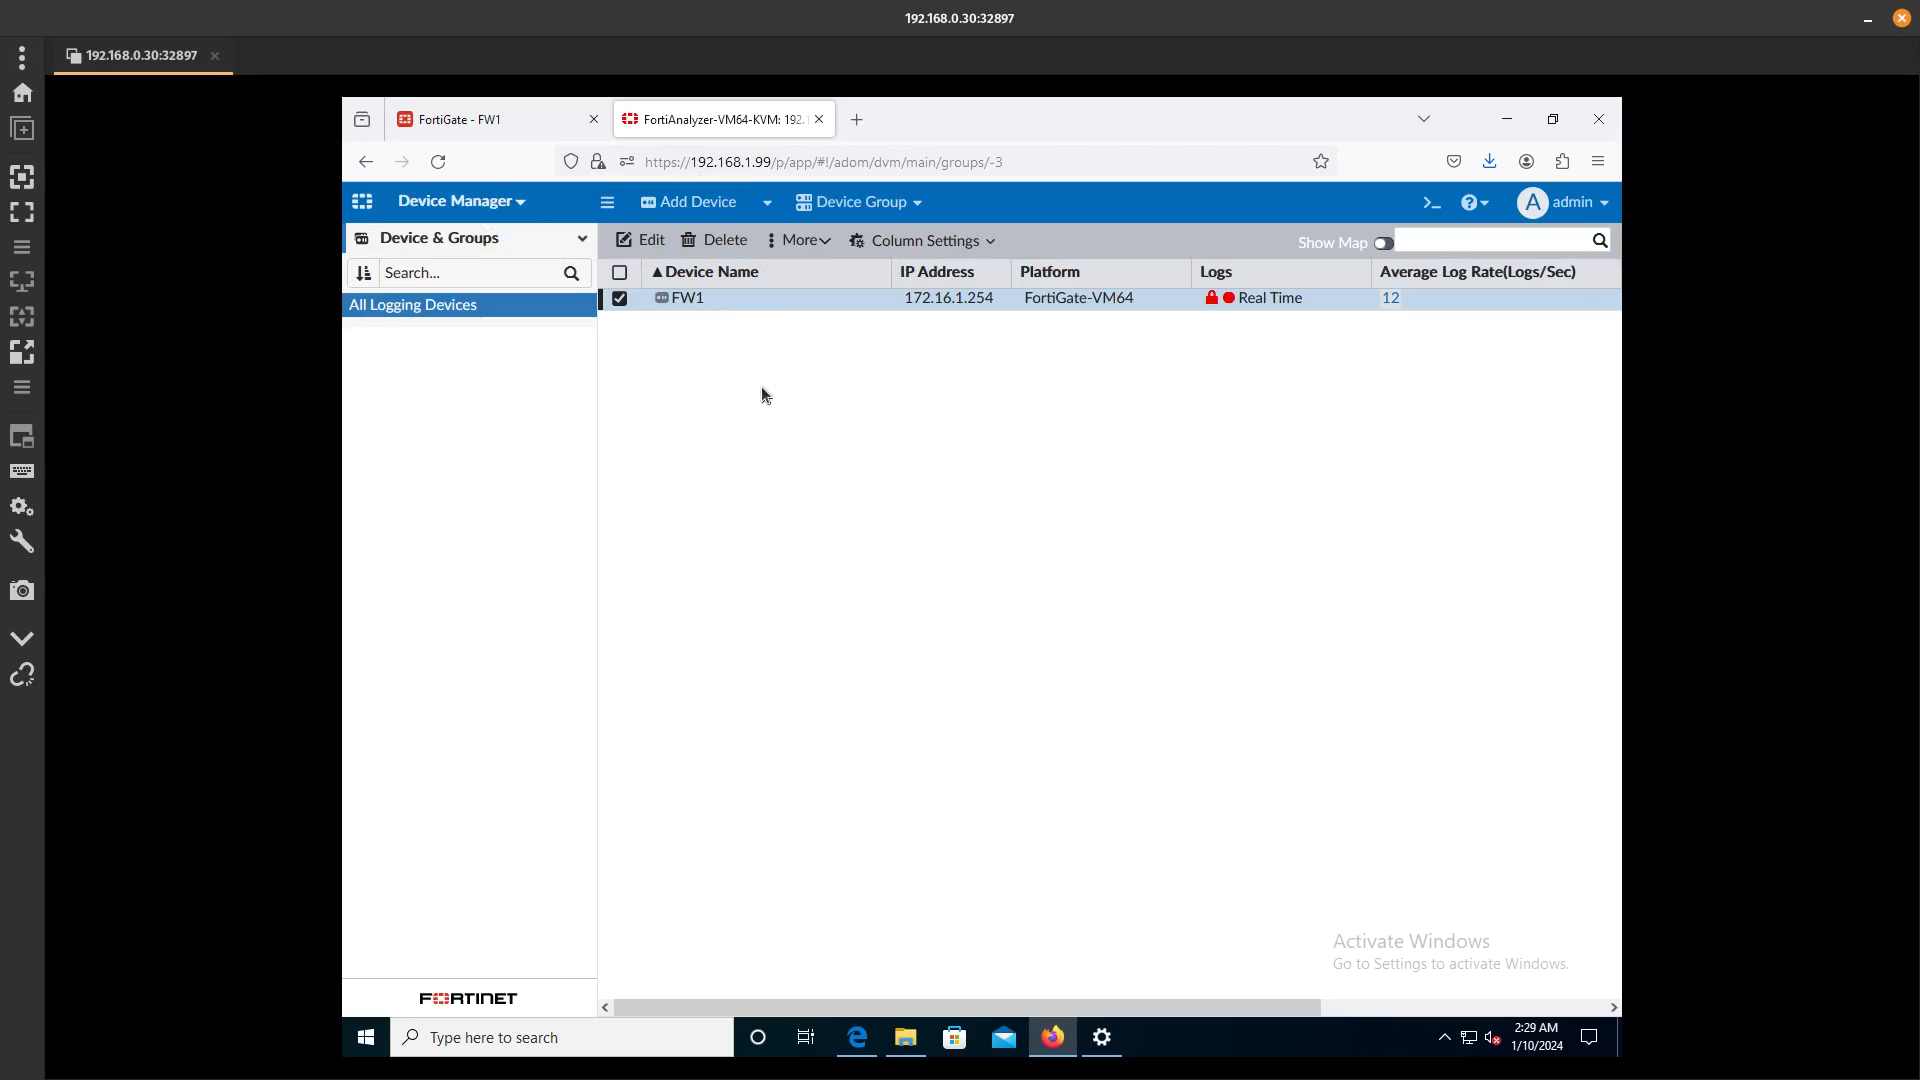 192.168.0.30:32897
192.168.0.30:32897
FortiGate - FW1
FortiAnalyzer-VM64-KVM: 192.1
https://192.168.1.99/p/app/#!/adom/dvm/main/groups/-3
Device Manager
Add Device
Device Group
>_
?
A
admin
Device & Groups
Edit
Delete
More
Column Settings
Show Map
Search...
Device Name
IP Address
Platform
Logs
Average Log Rate(Logs/Sec)
All Logging Devices
FW1
172.16.1.254
FortiGate-VM64
Real Time
12
Activate Windows
Go to Settings to activate Windows.
FORTINET
Type here to search
2:29 AM
1/10/2024